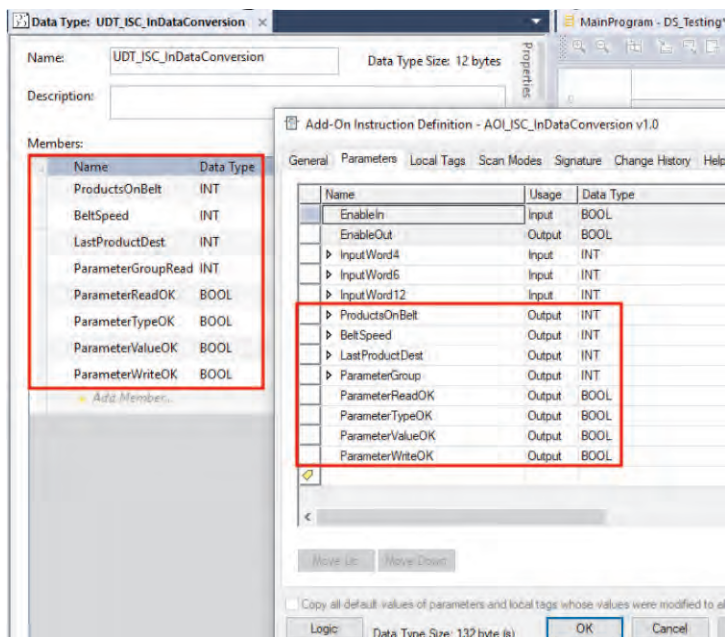 Data Type: UDT_ISC_InDataConversion
MainProgram - DS_Testing
Name: UDT_ISC_InDataConversion Data Type Size: 12 bytes
Properties
Description:
Members:
Name Data Type
ProductsOnBelt INT
BeltSpeed INT
LastProductDest INT
ParameterGroupRead INT
ParameterReadOK BOOL
ParameterTypeOK BOOL
ParameterValueOK BOOL
ParameterWriteOK BOOL
Add Member...
Add-On Instruction Definition - AOI_ISC_InDataConversion v1.0
General Parameters Local Tags Scan Modes Signature Change History Help
Name Usage Data Type
EnableIn Input BOOL
EnableOut Output BOOL
InputWord4 Input INT
InputWord6 Input INT
InputWord12 Input INT
ProductsOnBelt Output INT
BeltSpeed Output INT
LastProductDest Output INT
ParameterGroup Output INT
ParameterReadOK Output BOOL
ParameterTypeOK Output BOOL
ParameterValueOK Output BOOL
ParameterWriteOK Output BOOL
Move Up Move Down
Copy all default values of parameters and local tags whose values were modified to al
Logic Data Type Size: 132 byte (s) OK Cancel